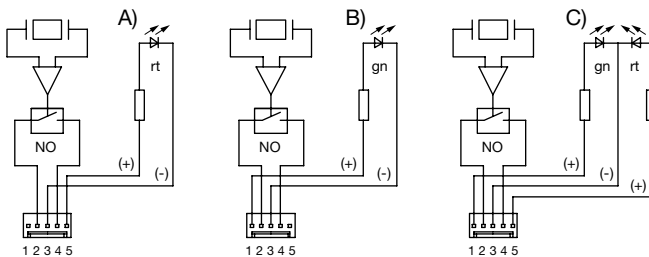 A)
rt
NO
(+)
(-)
1 2 3 4 5
B)
gn
NO
(+)
(-)
1 2 3 4 5
C)
gn rt
NO
(+)
(-)
(+)
1 2 3 4 5